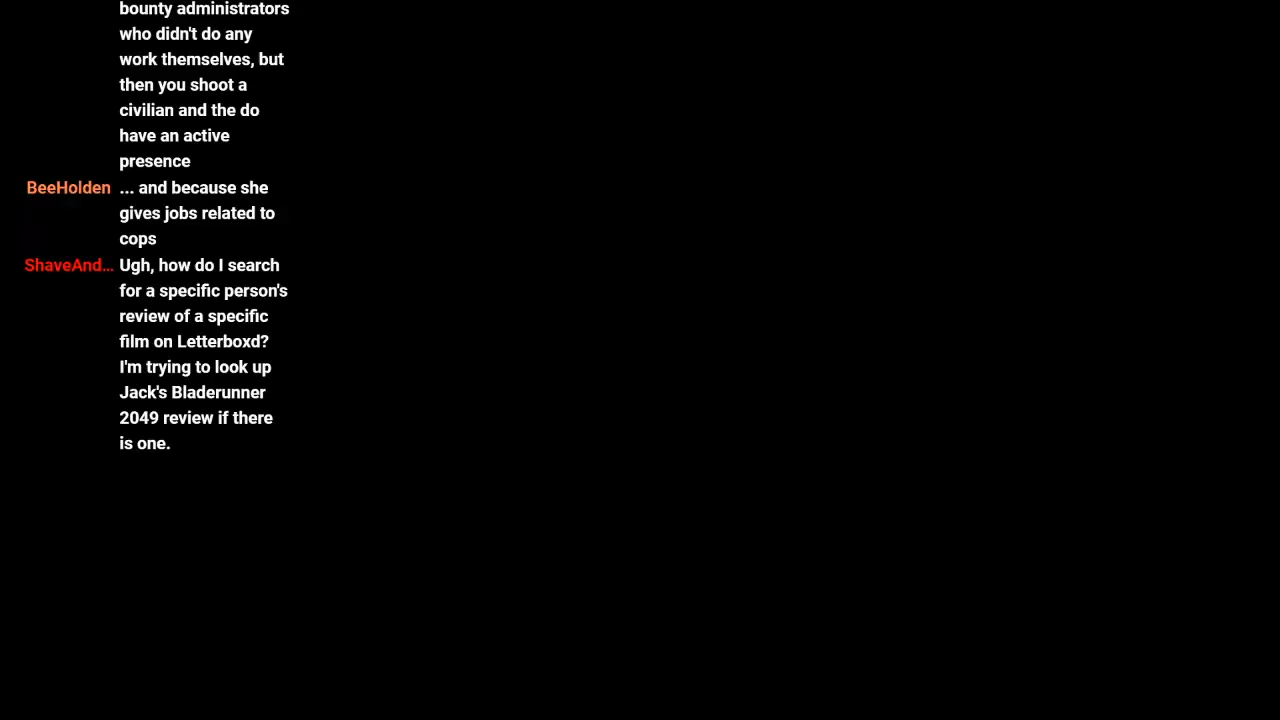 bounty administrators
who didn't do any
work themselves, but
then you shoot a
civilian and the do
have an active
presence
BeeHolden ... and because she
gives jobs related to
cops
ShaveAnd... Ugh, how do I search
for a specific person's
review of a specific
film on Letterboxd?
I'm trying to look up
Jack's Bladerunner
2049 review if there
is one.